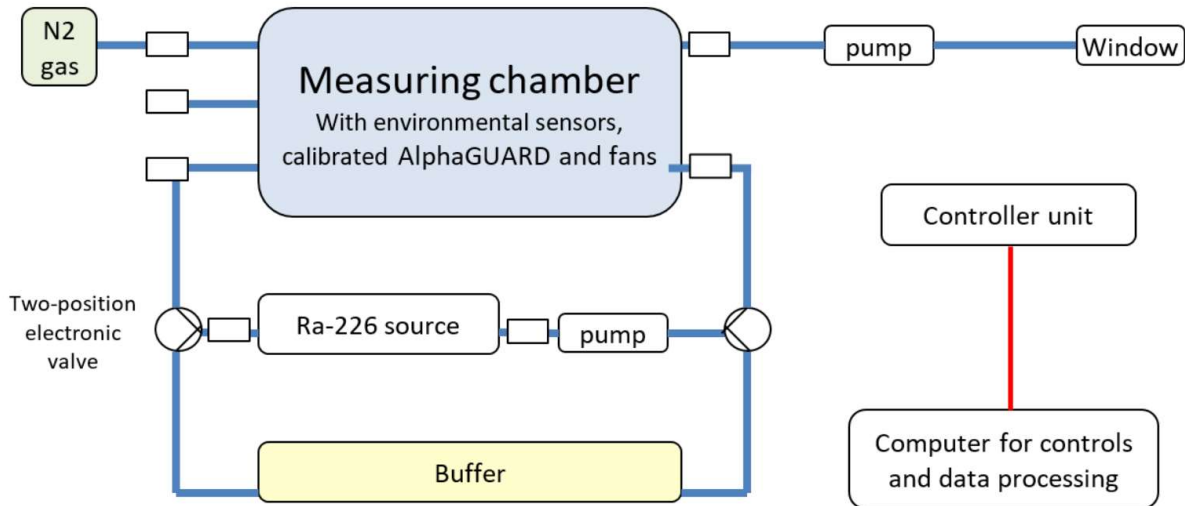 N2
gas
Measuring chamber
With environmental sensors,
calibrated AlphaGUARD and fans
pump
Window
Controller unit
Two-position
electronic
valve
Ra-226 source
pump
Buffer
Computer for controls
and data processing